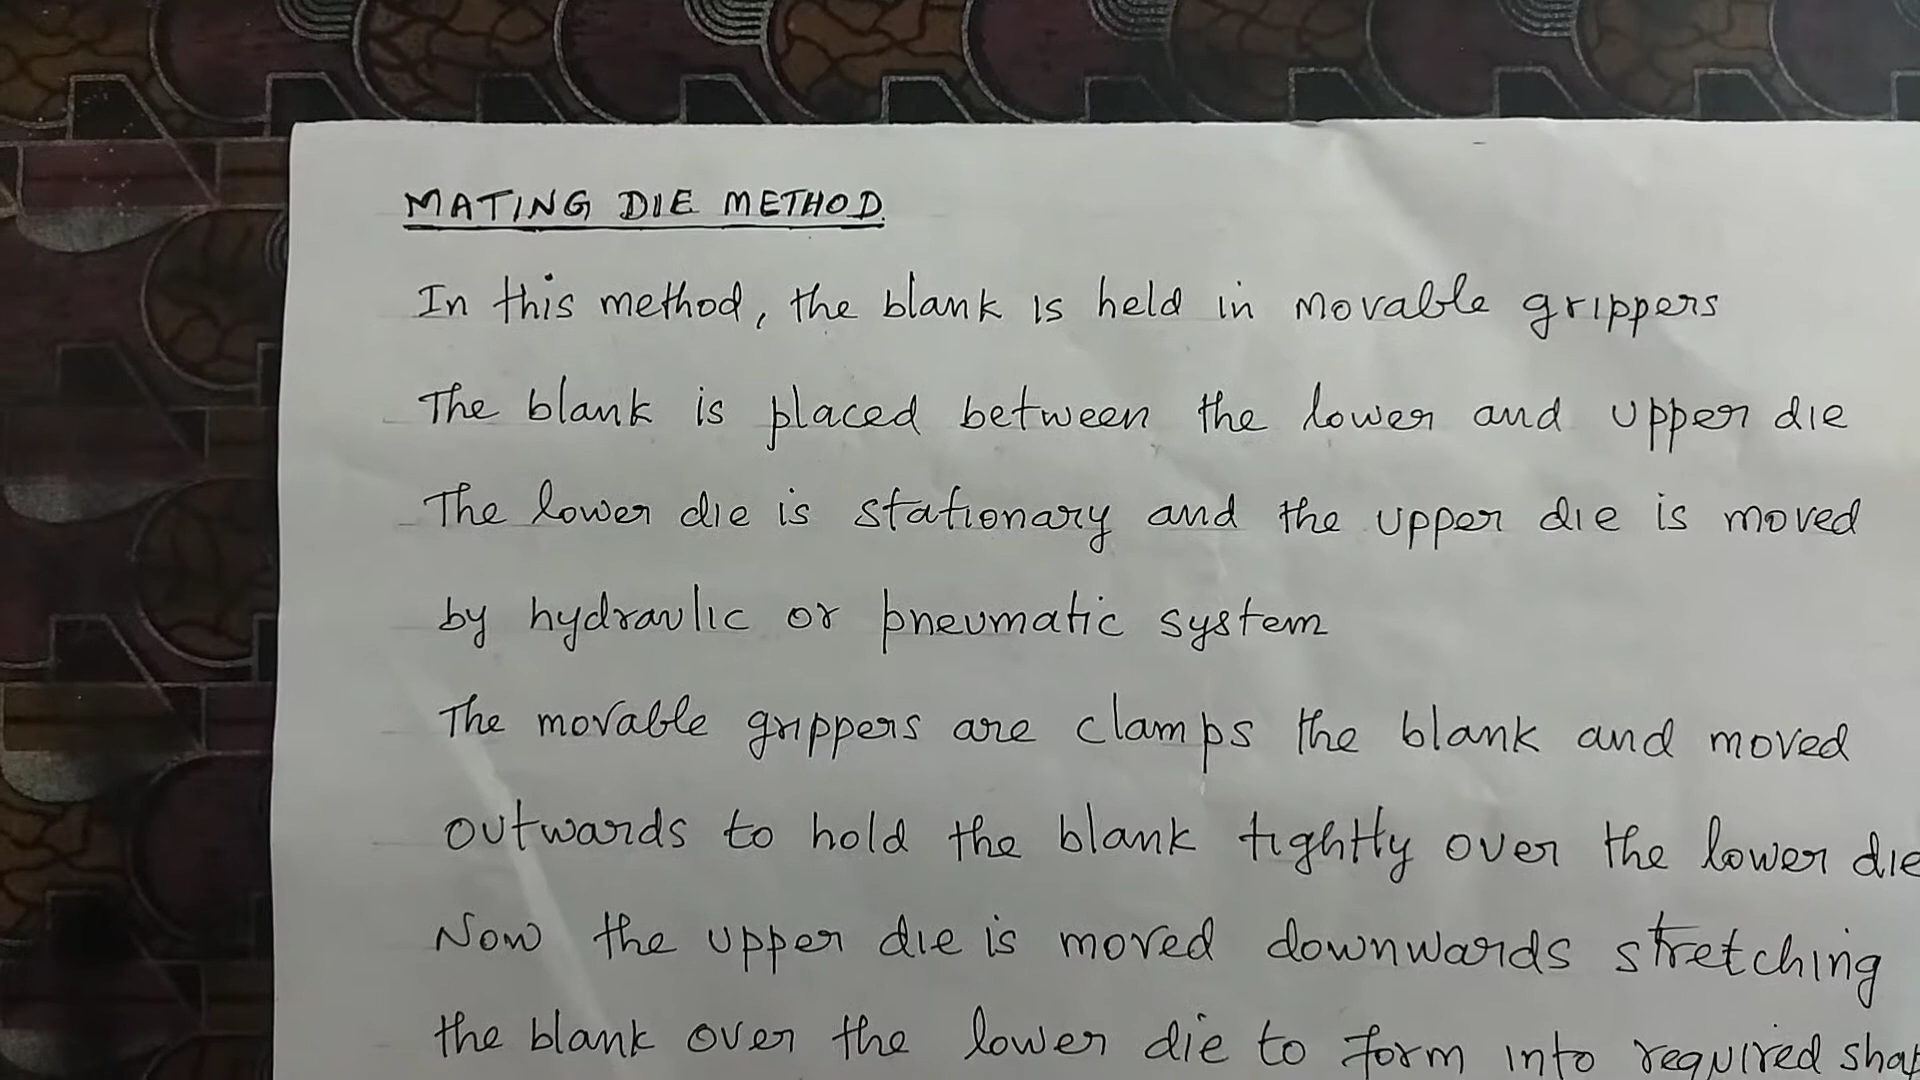 MATING DIE METHOD
In this method, the blank is held in movable grippers
The blank is placed between the lower and upper die
The lower die is stationary and the upper die is moved
by hydraulic or pneumatic system
The movable grippers are clamps the blank and moved
outwards to hold the blank tightly over the lower die
Now the upper die is moved downwards stretching
the blank over the lower die to form into required